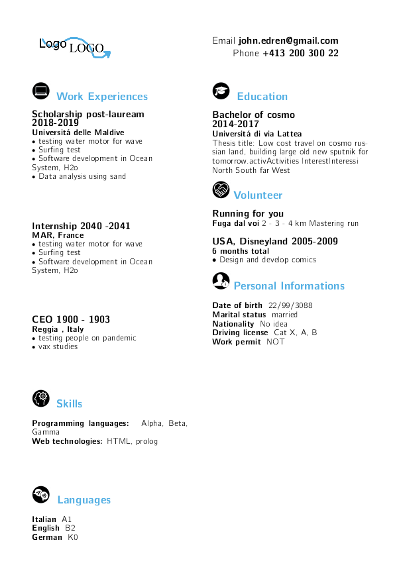 Logo LOGO
Email john.edren@gmail.com
Phone +413 200 300 22
Work Experiences
Scholarship post-lauream
2018-2019
Universitá delle Maldive
• testing water motor for wave
• Surfing test
• Software development in Ocean
System, H2o
• Data analysis using sand
Internship 2040 -2041
MAR, France
• testing water motor for wave
• Surfing test
• Software development in Ocean
System, H2o
CEO 1900 - 1903
Reggia , Italy
• testing people on pandemic
• vax studies
Skills
Programming languages: Alpha, Beta,
Gamma
Web technologies: HTML, prolog
Languages
Italian A1
English B2
German K0
Education
Bachelor of cosmo
2014-2017
Universitá di via Lattea
Thesis title: Low cost travel on cosmo rus-
sian land, building large old new sputnik for
tomorrow.activActivities InterestInteressi
North South far West
Volunteer
Running for you
Fuga dal voi 2 - 3 - 4 km Mastering run
USA, Disneyland 2005-2009
6 months total
• Design and develop comics
Personal Informations
Date of birth 22/99/3088
Marital status married
Nationality No idea
Driving license Cat X, A, B
Work permit NOT